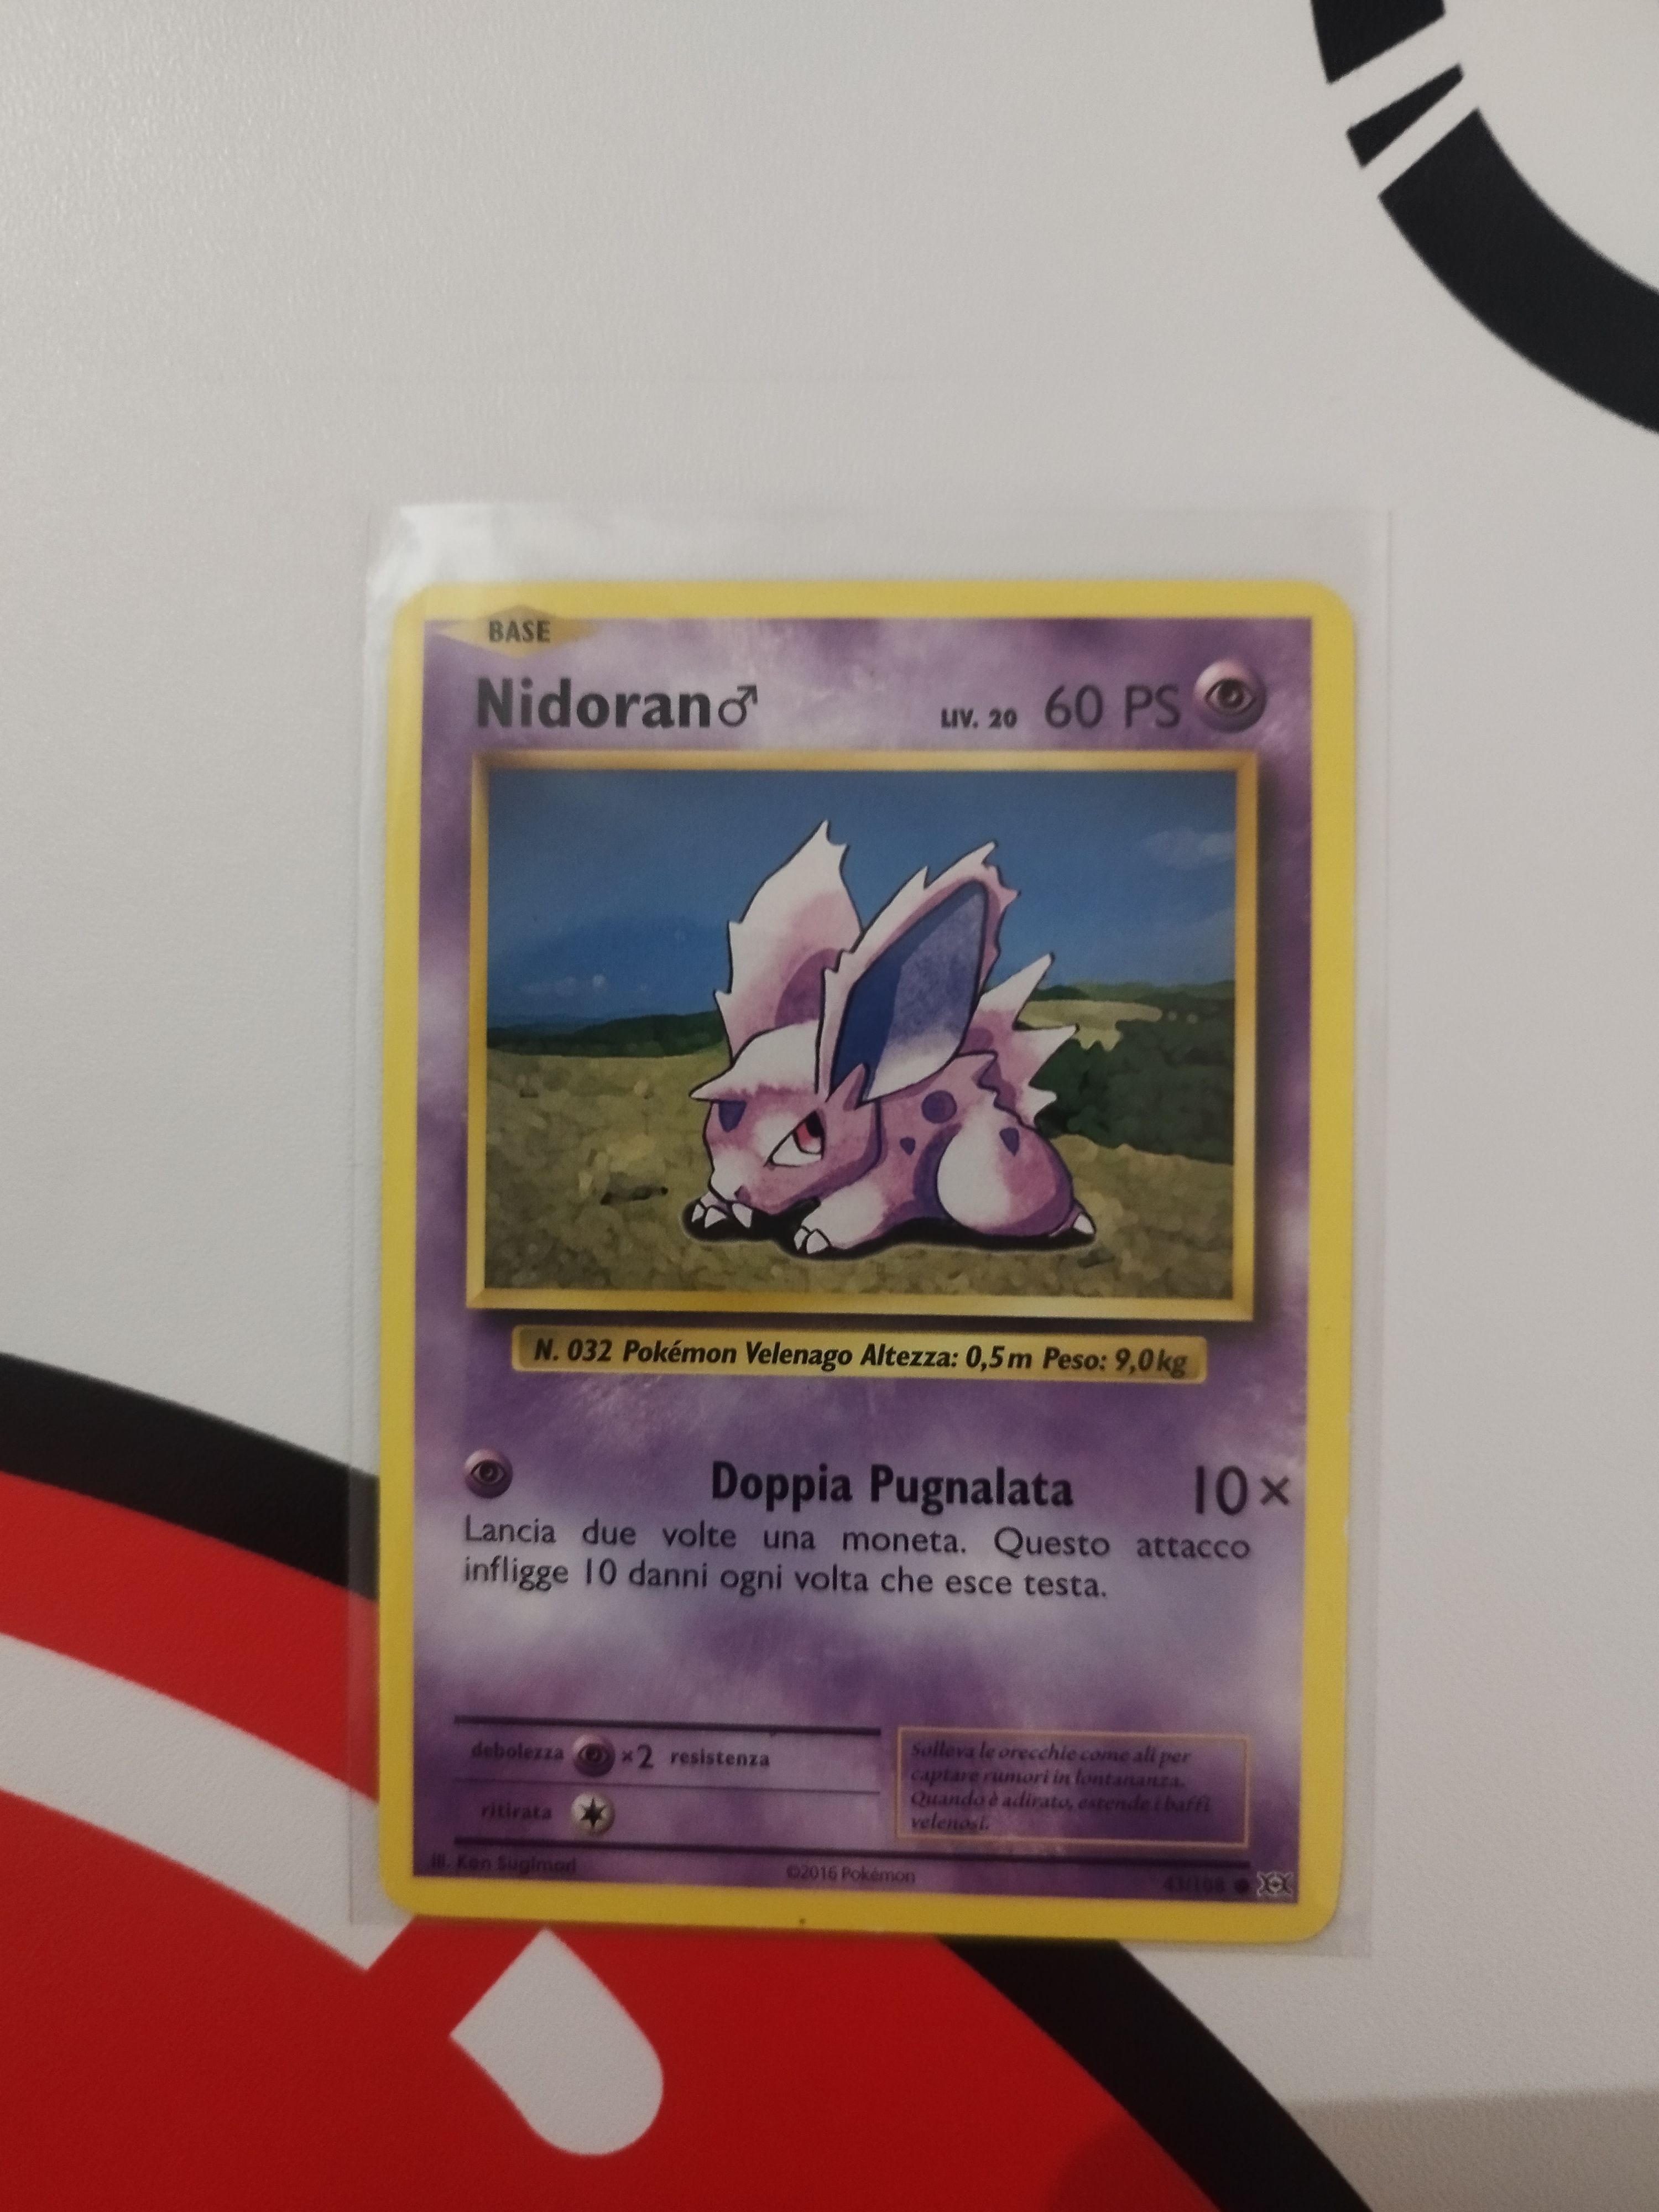 BASE
Nidoran♂ LIV. 20 60 PS
N. 032 Pokémon Velenago Altezza: 0,5 m Peso: 9,0 kg
Doppia Pugnalata 10×
Lancia due volte una moneta. Questo attacco
infligge 10 danni ogni volta che esce testa.
debolezza ×2 resistenza
ritirata
Solleva le orecchie come ali per
captare rumori in lontananza.
Quando è adirato, estende i baffi
velenosi.
Ill. Ken Sugimori ©2016 Pokémon 43/108